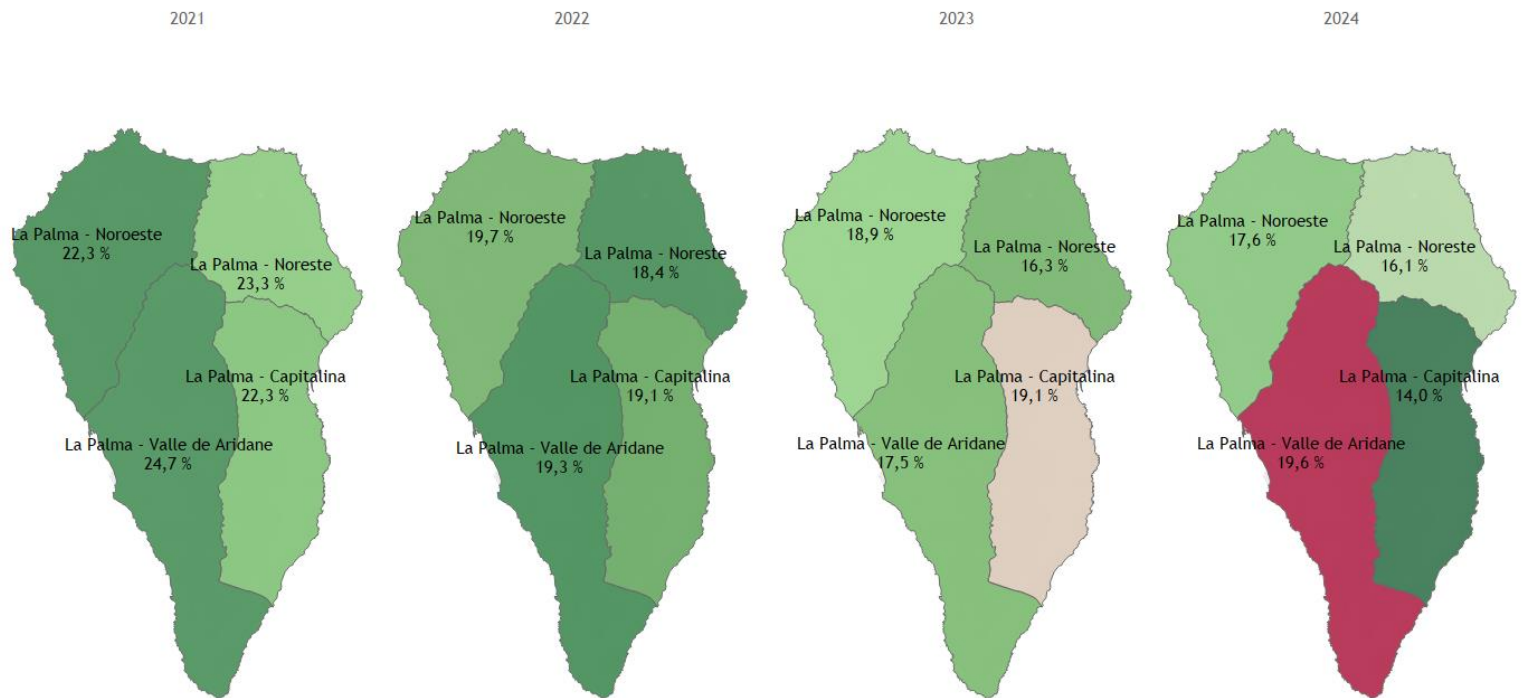 2021
2022
2023
2024
La Palma - Noroeste
22,3 %
La Palma - Noreste
23,3 %
La Palma - Capitalina
22,3 %
La Palma - Valle de Aridane
24,7 %
La Palma - Noroeste
19,7 %
La Palma - Noreste
18,4 %
La Palma - Capitalina
19,1 %
La Palma - Valle de Aridane
19,3 %
La Palma - Noroeste
18,9 %
La Palma - Noreste
16,3 %
La Palma - Capitalina
19,1 %
La Palma - Valle de Aridane
17,5 %
La Palma - Noroeste
17,6 %
La Palma - Noreste
16,1 %
La Palma - Capitalina
14,0 %
La Palma - Valle de Aridane
19,6 %